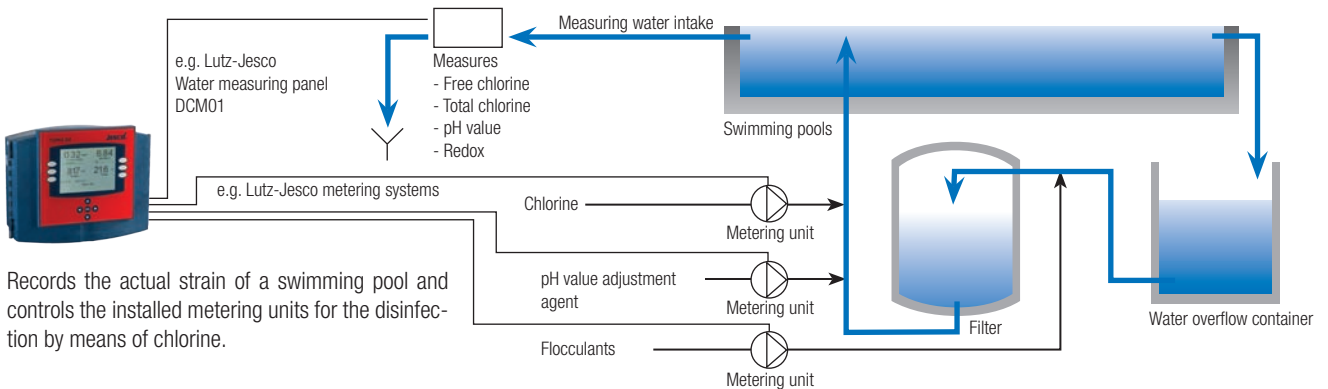 Measuring water intake
e.g. Lutz-Jesco
Water measuring panel
DCM01
Measures
- Free chlorine
- Total chlorine
- pH value
- Redox
Swimming pools
e.g. Lutz-Jesco metering systems
Chlorine
Metering unit
pH value adjustment
agent
Metering unit
Flocculants
Metering unit
Filter
Water overflow container
Records the actual strain of a swimming pool and
controls the installed metering units for the disinfec-
tion by means of chlorine.